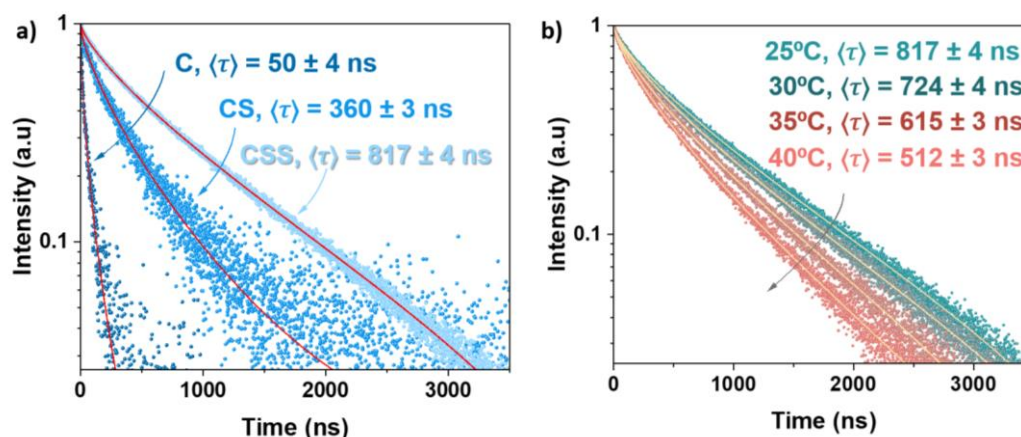 a)
1
0.1
Intensity (a.u)
C, ⟨τ⟩ = 50 ± 4 ns
CS, ⟨τ⟩ = 360 ± 3 ns
CSS, ⟨τ⟩ = 817 ± 4 ns
0
1000
2000
3000
Time (ns)
b)
1
0.1
Intensity (a.u)
25ºC, ⟨τ⟩ = 817 ± 4 ns
30ºC, ⟨τ⟩ = 724 ± 4 ns
35ºC, ⟨τ⟩ = 615 ± 3 ns
40ºC, ⟨τ⟩ = 512 ± 3 ns
0
1000
2000
3000
Time (ns)